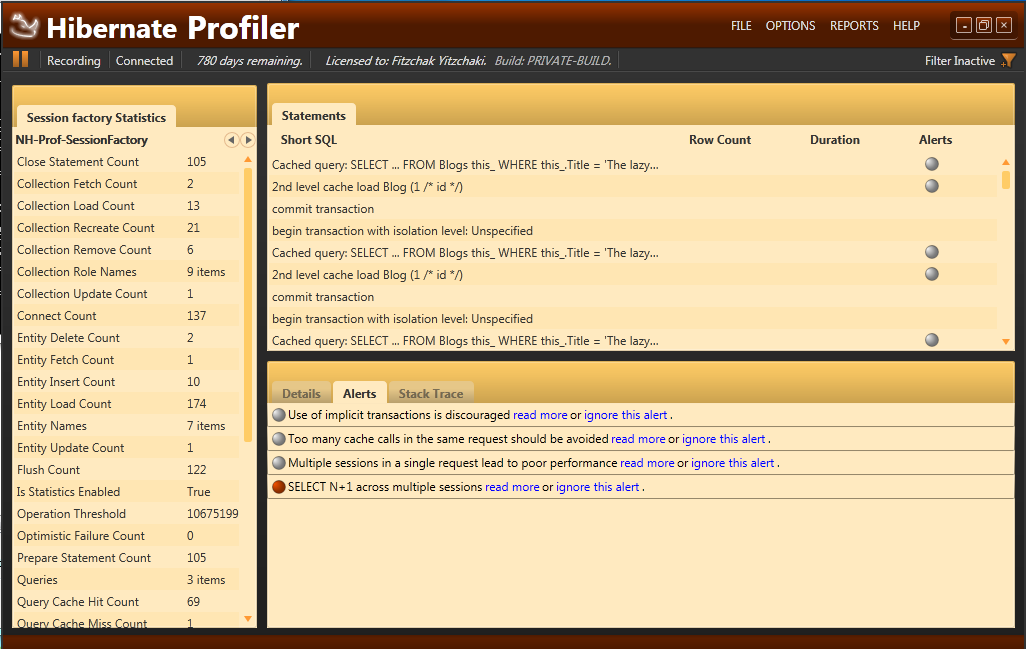 Hibernate Profiler
FILE OPTIONS REPORTS HELP
Recording Connected 780 days remaining. Licensed to: Fitzchak Yitzchaki. Build: PRIVATE-BUILD. Filter Inactive
Session factory Statistics
NH-Prof-SessionFactory
Close Statement Count 105
Collection Fetch Count 2
Collection Load Count 13
Collection Recreate Count 21
Collection Remove Count 6
Collection Role Names 9 items
Collection Update Count 1
Connect Count 137
Entity Delete Count 2
Entity Fetch Count 1
Entity Insert Count 10
Entity Load Count 174
Entity Names 7 items
Entity Update Count 1
Flush Count 122
Is Statistics Enabled True
Operation Threshold 10675199
Optimistic Failure Count 0
Prepare Statement Count 105
Queries 3 items
Query Cache Hit Count 69
Query Cache Miss Count 1
Statements
Short SQL Row Count Duration Alerts
Cached query: SELECT ... FROM Blogs this_ WHERE this_.Title = 'The lazy...
2nd level cache load Blog (1 /* id */)
commit transaction
begin transaction with isolation level: Unspecified
Cached query: SELECT ... FROM Blogs this_ WHERE this_.Title = 'The lazy...
2nd level cache load Blog (1 /* id */)
commit transaction
begin transaction with isolation level: Unspecified
Cached query: SELECT ... FROM Blogs this_ WHERE this_.Title = 'The lazy...
Details Alerts Stack Trace
Use of implicit transactions is discouraged read more or ignore this alert .
Too many cache calls in the same request should be avoided read more or ignore this alert .
Multiple sessions in a single request lead to poor performance read more or ignore this alert .
SELECT N+1 across multiple sessions read more or ignore this alert .